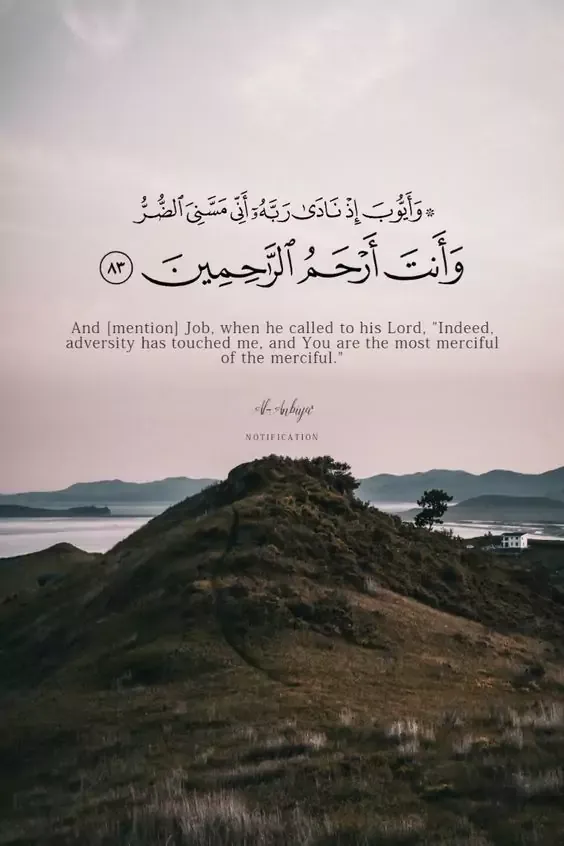 ۞ وَأَيُّوبَ إِذْ نَادَىٰ رَبَّهُۥٓ أَنِّى مَسَّنِىَ ٱلضُّرُّ
وَأَنتَ أَرْحَمُ ٱلرَّٰحِمِينَ ٨٣
And [mention] Job, when he called to his Lord, "Indeed,
adversity has touched me, and You are the most merciful
of the merciful."
Al-Anbiya'
NOTIFICATION